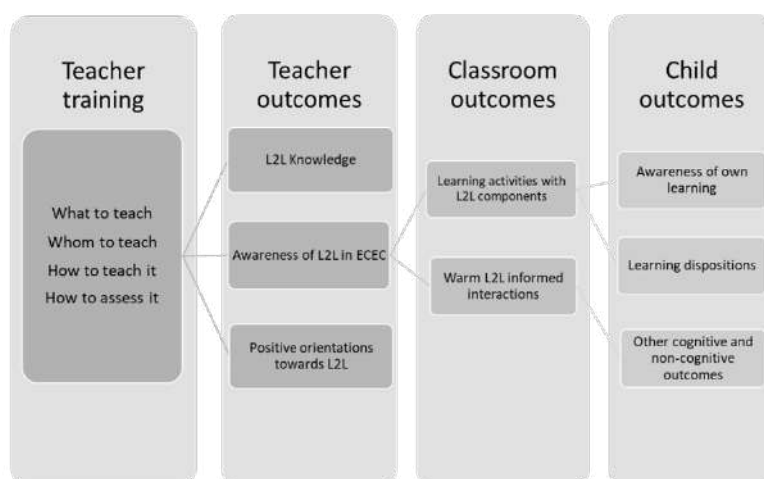 Teacher
training
What to teach
Whom to teach
How to teach it
How to assess it
Teacher
outcomes
L2L Knowledge
Awareness of L2L in ECEC
Positive orientations
towards L2L
Classroom
outcomes
Learning activities with
L2L components
Warm L2L informed
interactions
Child
outcomes
Awareness of own
learning
Learning dispositions
Other cognitive and
non-cognitive
outcomes